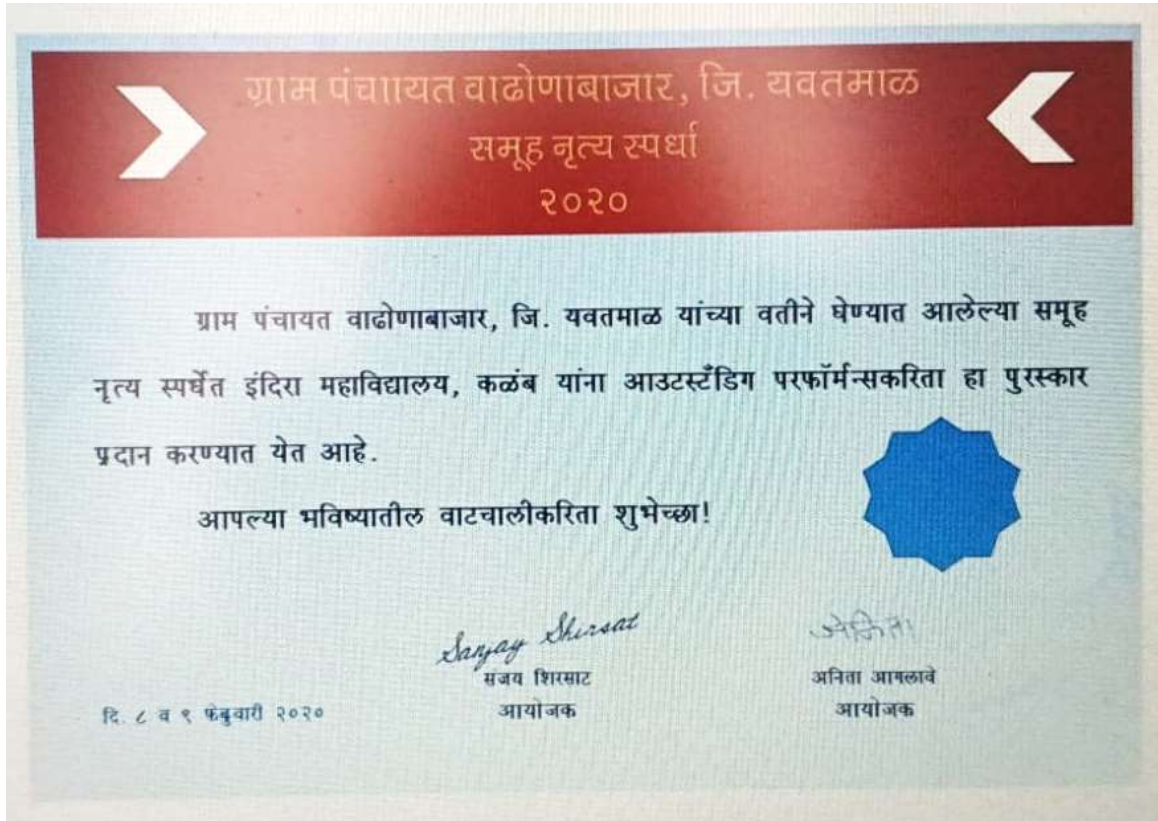 ग्राम पंचाायत वाढोणाबाजार, जि. यवतमाळ
समूह नृत्य स्पर्धा
२०२०
ग्राम पंचायत वाढोणाबाजार, जि. यवतमाळ यांच्या वतीने घेण्यात आलेल्या समूह
नृत्य स्पर्धेत इंदिरा महाविद्यालय, कळंब यांना आउटस्टँडिग परफॉर्मन्सकरिता हा पुरस्कार
प्रदान करण्यात येत आहे.
आपल्या भविष्यातील वाटचालीकरिता शुभेच्छा!
Sanjay Shirsat
संजय शिरसाट
आयोजक
अनिता
अनिता आगलावे
आयोजक
दि. ८ व ९ फेब्रुवारी २०२०